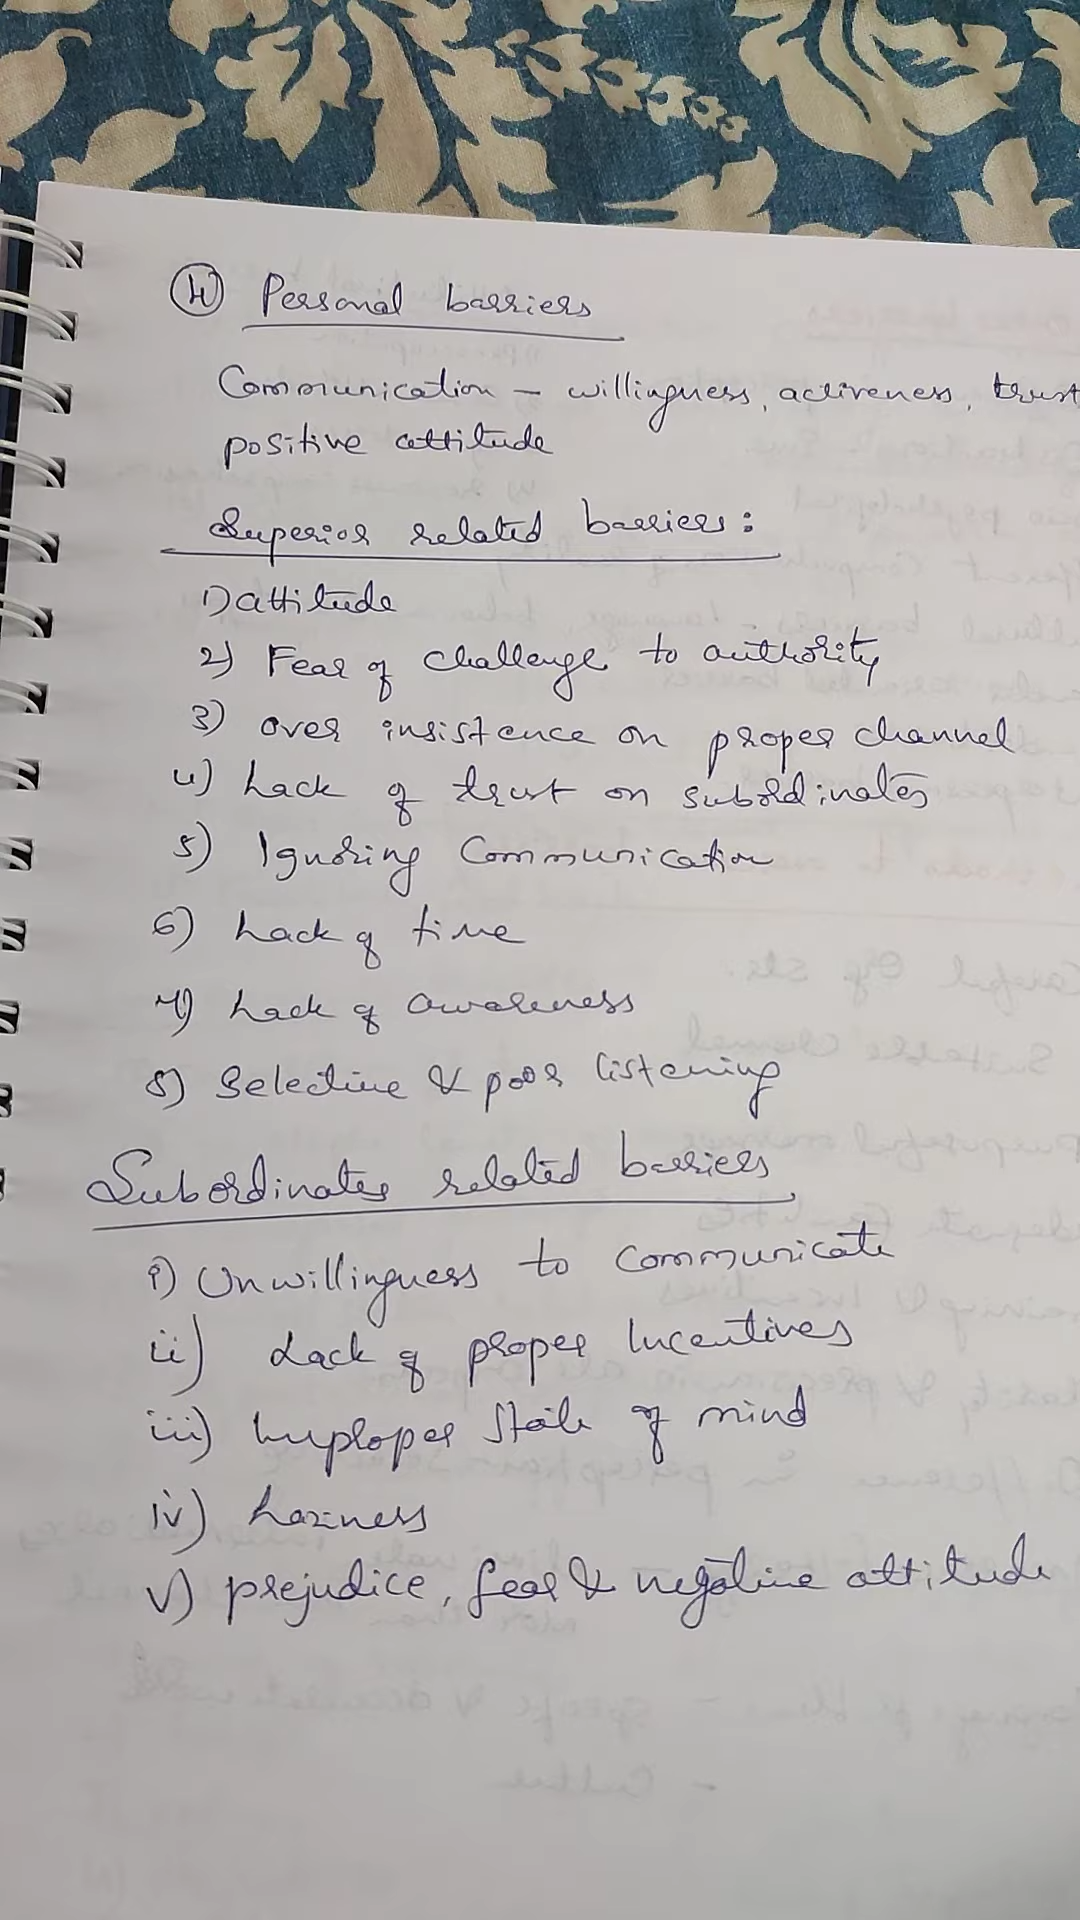 4 Personal barriers
Communication - willingness, activeness, trust
positive attitude
Superior related barriers:
1) attitude
2) Fear of challenge to authority
3) over insistence on proper channel
4) Lack of trust on subordinates
5) Ignoring Communication
6) Lack of time
7) Lack of awareness
8) Selective & poor listening
Subordinates related barriers
i) Unwillingness to communicate
ii) Lack of proper Incentives
iii) Improper State of mind
iv) Laziness
v) prejudice, fear & negative attitude